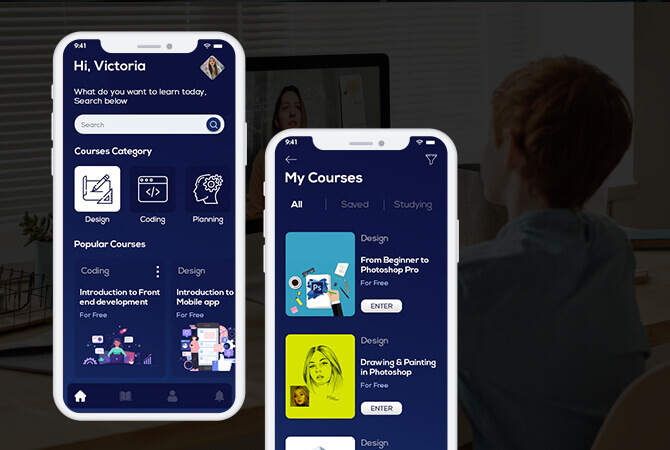 9:41
Hi, Victoria
What do you want to learn today,
Search below
Search
Courses Category
Design
Coding
Planning
Popular Courses
Coding
Introduction to Front
end development
For Free
Design
Introduction to
Mobile app
For Free
9:41
My Courses
All
Saved
Studying
Design
From Beginner to
Photoshop Pro
For Free
ENTER
Ps
Design
Drawing & Painting
in Photoshop
For Free
ENTER
Design